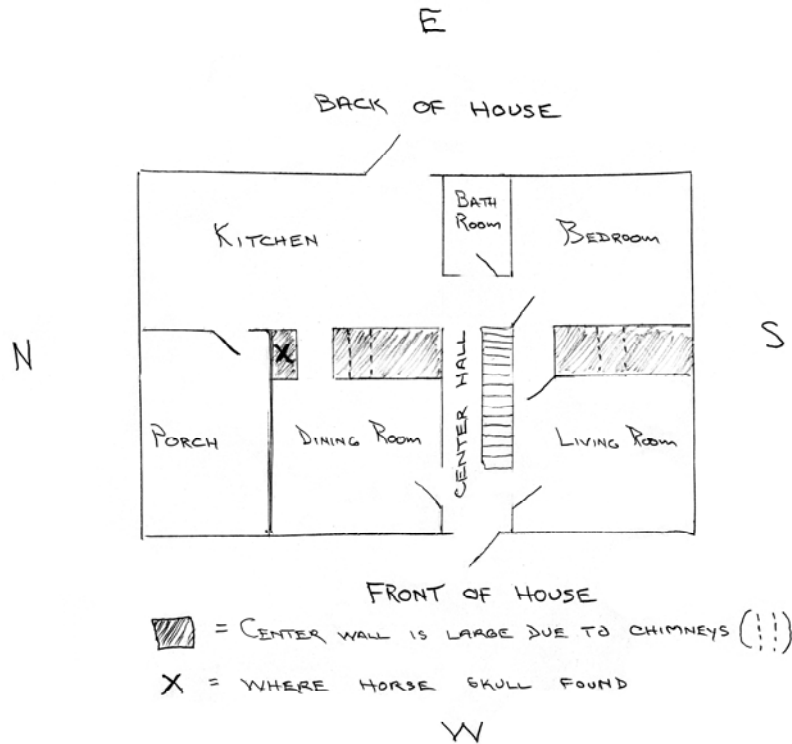 E
BACK OF HOUSE
BATH
ROOM
KITCHEN
BEDROOM
N
S
X
PORCH
DINING ROOM
CENTER HALL
LIVING ROOM
FRONT OF HOUSE
= CENTER WALL IS LARGE DUE TO CHIMNEYS ( )
X = WHERE HORSE SKULL FOUND
W